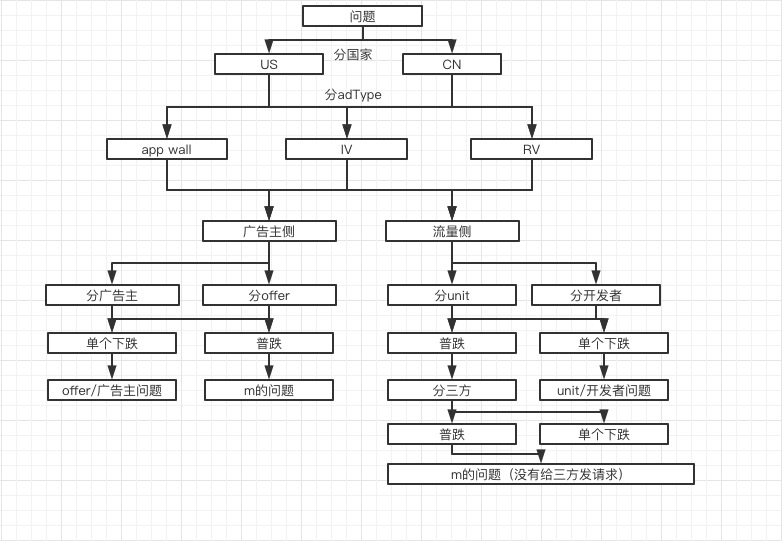 问题
分国家
US
CN
分adType
app wall
IV
RV
广告主侧
流量侧
分广告主
分offer
分unit
分开发者
单个下跌
普跌
普跌
单个下跌
offer/广告主问题
m的问题
分三方
unit/开发者问题
普跌
单个下跌
m的问题（没有给三方发请求）